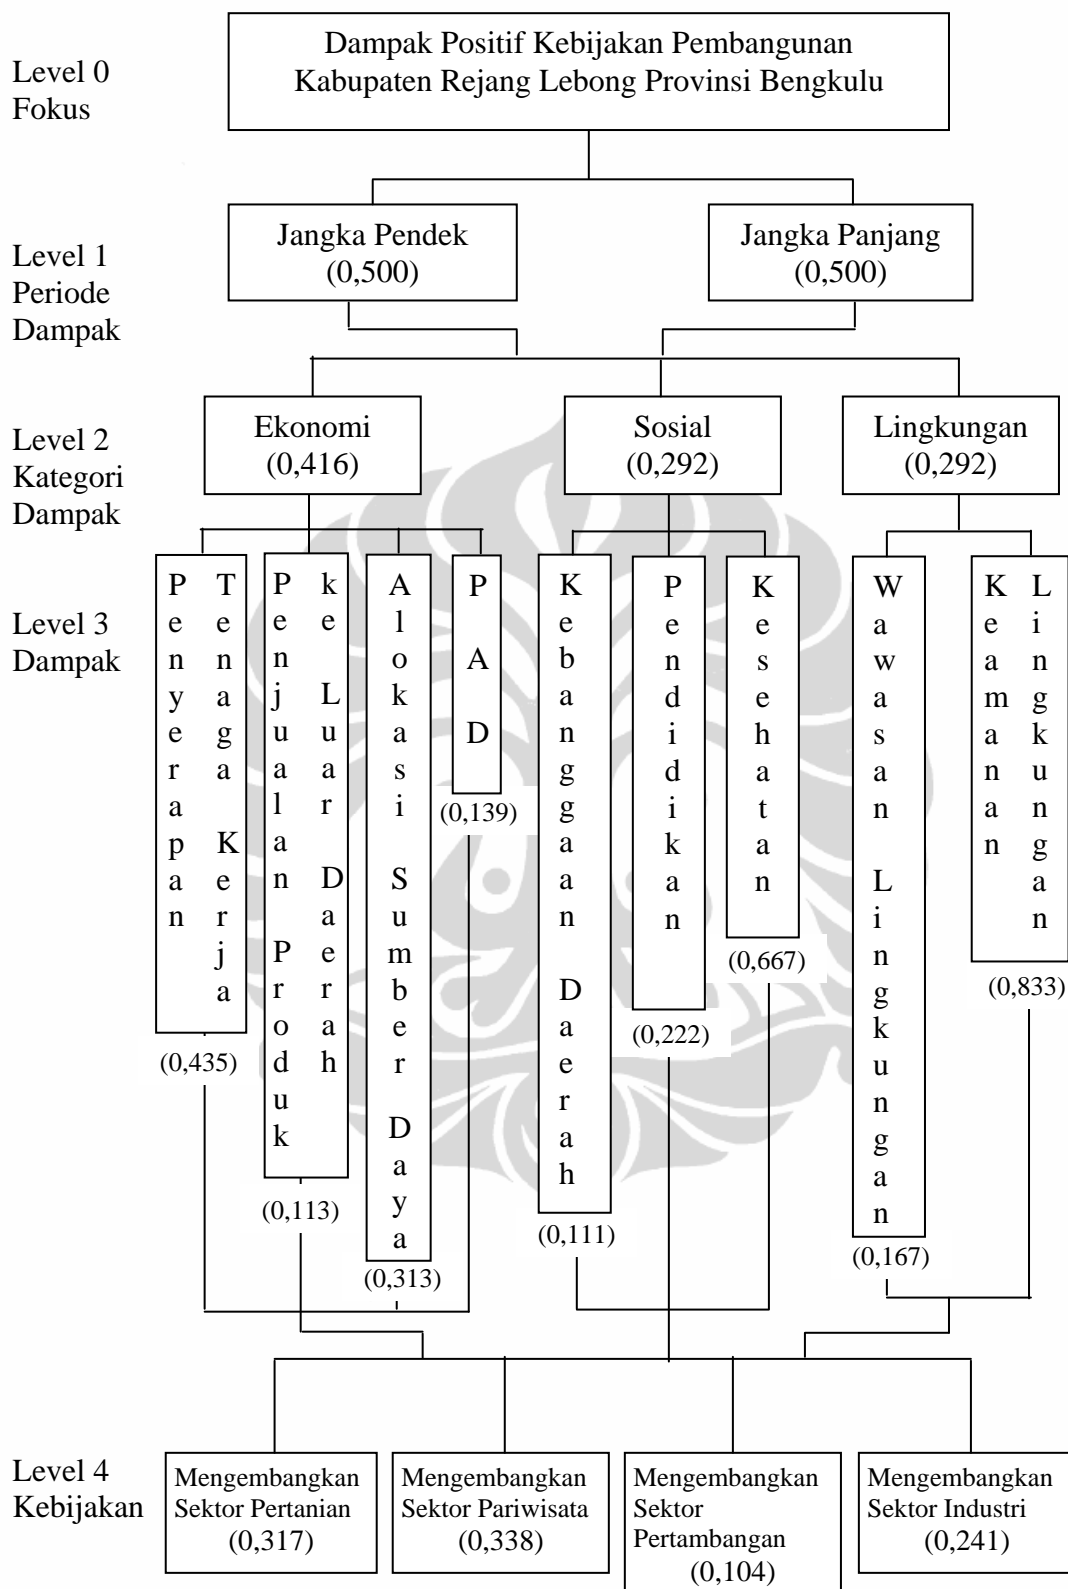 Level 0
Fokus
Dampak Positif Kebijakan Pembangunan
Kabupaten Rejang Lebong Provinsi Bengkulu
Level 1
Periode
Dampak
Jangka Pendek
(0,500)
Jangka Panjang
(0,500)
Level 2
Kategori
Dampak
Ekonomi
(0,416)
Sosial
(0,292)
Lingkungan
(0,292)
Level 3
Dampak
Penyerapan
Tenaga Kerja
(0,435)
Penjualan Produk
ke Luar Daerah
(0,113)
Alokasi Sumber Daya
(0,313)
PAD
(0,139)
Kebanggaan Daerah
(0,111)
Pendidikan
(0,222)
Kesehatan
(0,667)
Wawasan Lingkungan
(0,167)
Keamanan
Lingkungan
(0,833)
Level 4
Kebijakan
Mengembangkan
Sektor Pertanian
(0,317)
Mengembangkan
Sektor Pariwisata
(0,338)
Mengembangkan
Sektor
Pertambangan
(0,104)
Mengembangkan
Sektor Industri
(0,241)